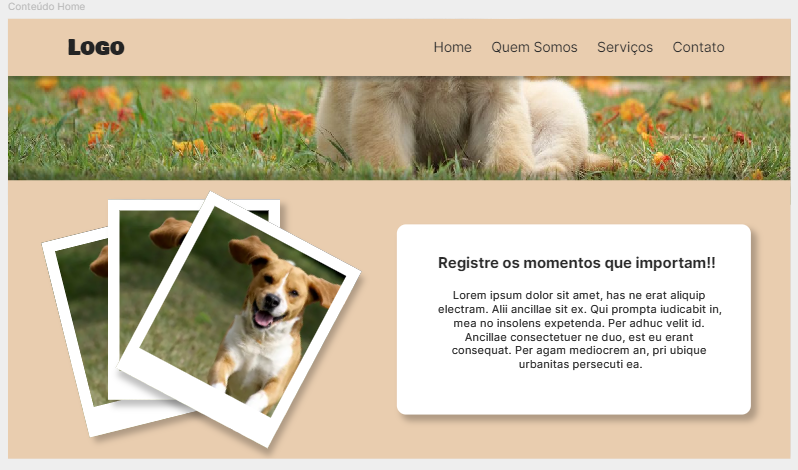 Conteúdo Home
Logo
Home Quem Somos Serviços Contato
Registre os momentos que importam!!
Lorem ipsum dolor sit amet, has ne erat aliquip
electram. Alii ancillae sit ex. Qui prompta iudicabit in,
mea no insolens expetenda. Per adhuc velit id.
Ancillae consectetuer ne duo, est eu erant
consequat. Per agam mediocrem an, pri ubique
urbanitas persecuti ea.